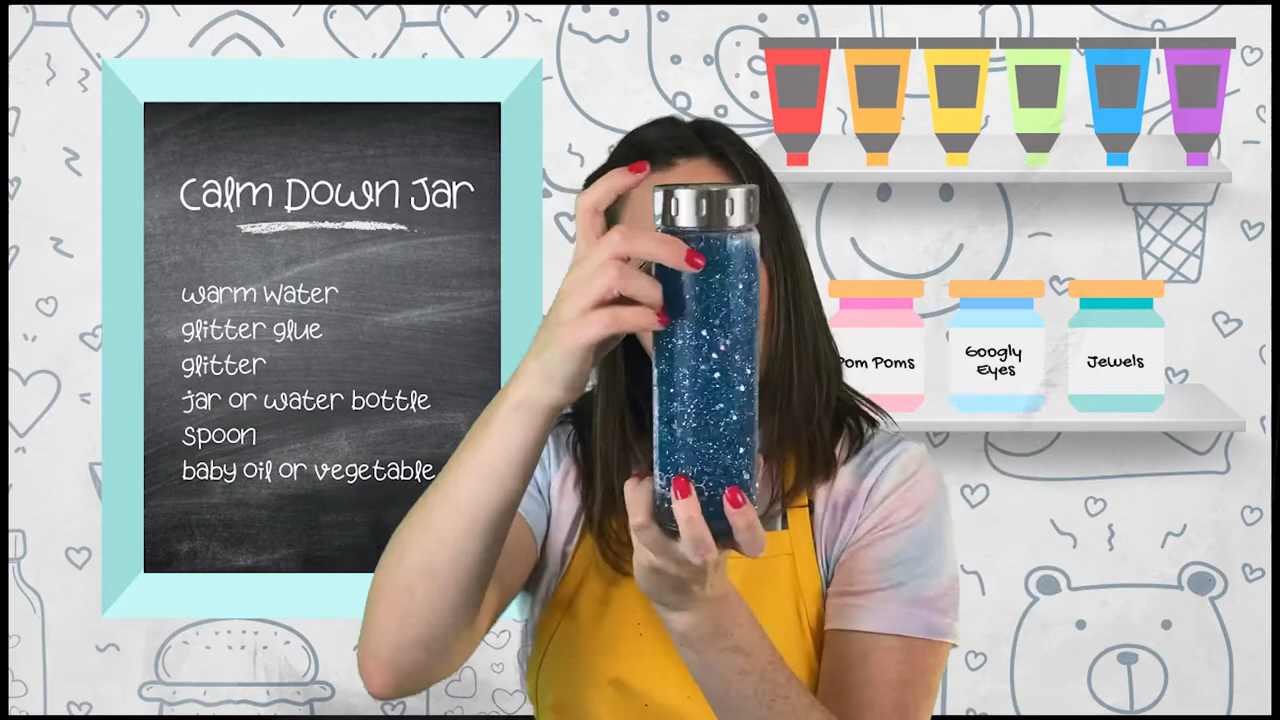 Calm Down Jar
warm water
glitter glue
glitter
jar or water bottle
spoon
baby oil or vegetable
Pom Poms
Googly
Eyes
Jewels